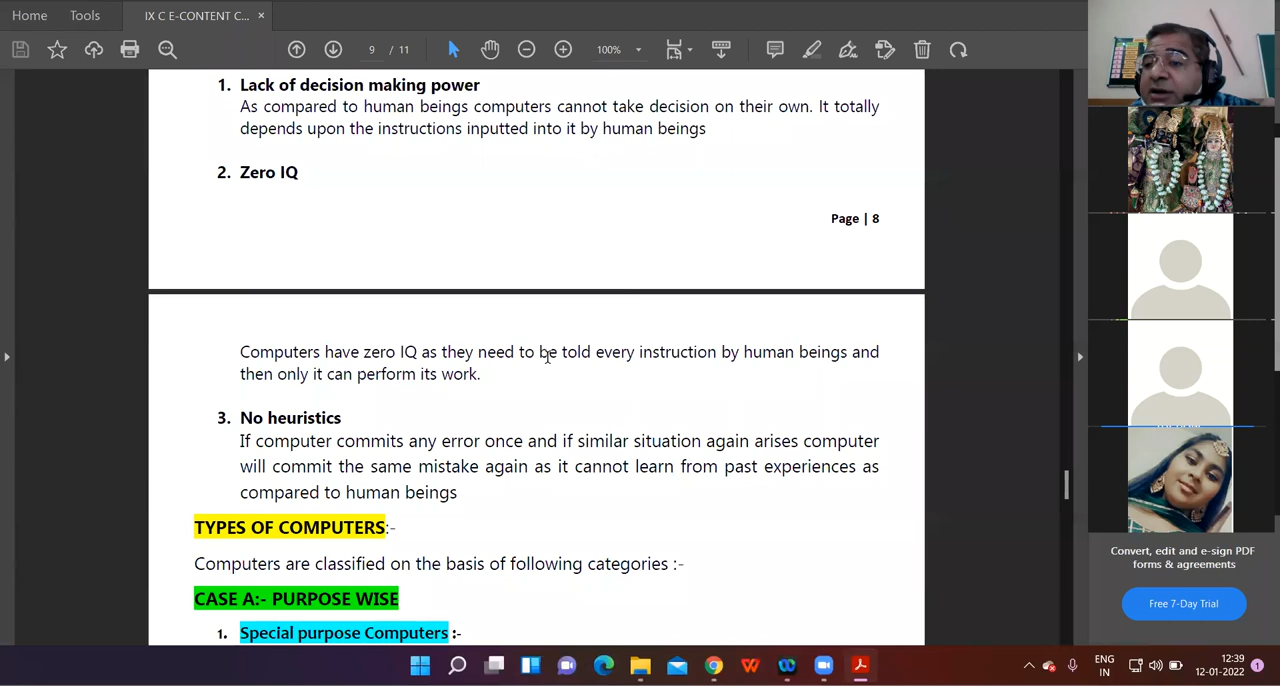 Home Tools IX C E-CONTENT C... ×
9 / 11 100%
1. Lack of decision making power
As compared to human beings computers cannot take decision on their own. It totally
depends upon the instructions inputted into it by human beings
2. Zero IQ
Page | 8
Computers have zero IQ as they need to be told every instruction by human beings and
then only it can perform its work.
3. No heuristics
If computer commits any error once and if similar situation again arises computer
will commit the same mistake again as it cannot learn from past experiences as
compared to human beings
TYPES OF COMPUTERS:-
Computers are classified on the basis of following categories :-
CASE A:- PURPOSE WISE
1. Special purpose Computers :-
Convert, edit and e-sign PDF
forms & agreements
Free 7-Day Trial
ENG
IN
12:39
12-01-2022
1